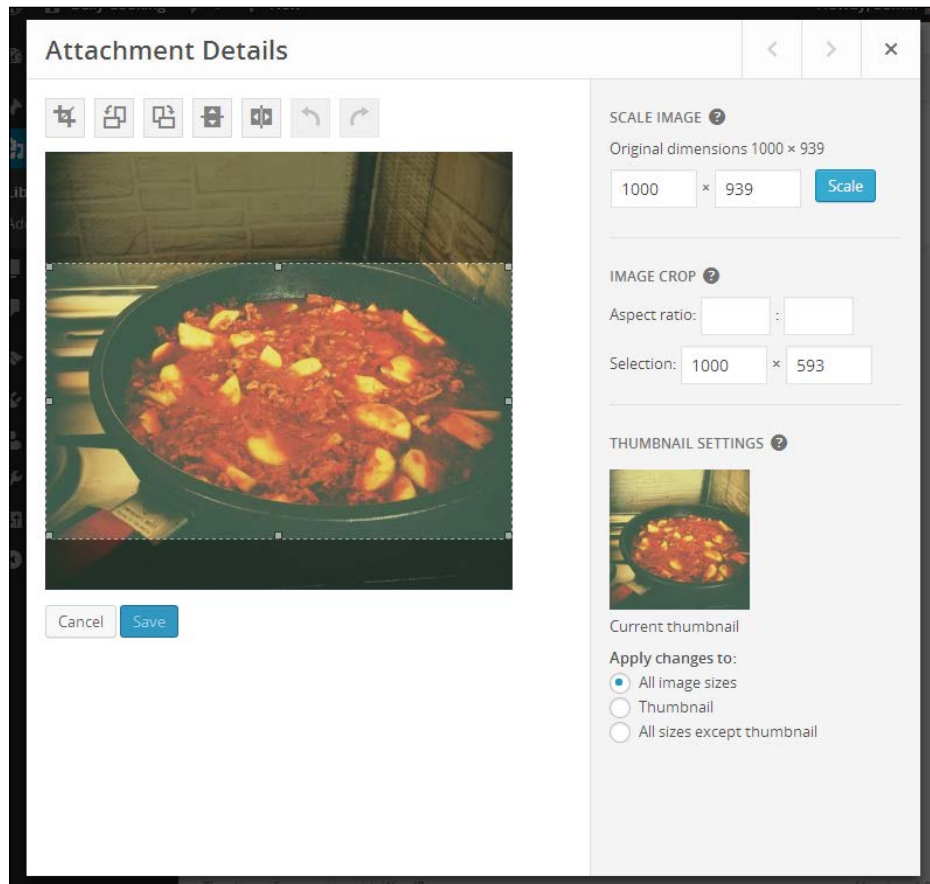 Attachment Details
SCALE IMAGE
Original dimensions 1000 × 939
1000 × 939 Scale
IMAGE CROP
Aspect ratio: :
Selection: 1000 × 593
THUMBNAIL SETTINGS
Current thumbnail
Cancel Save
Apply changes to:
All image sizes
Thumbnail
All sizes except thumbnail